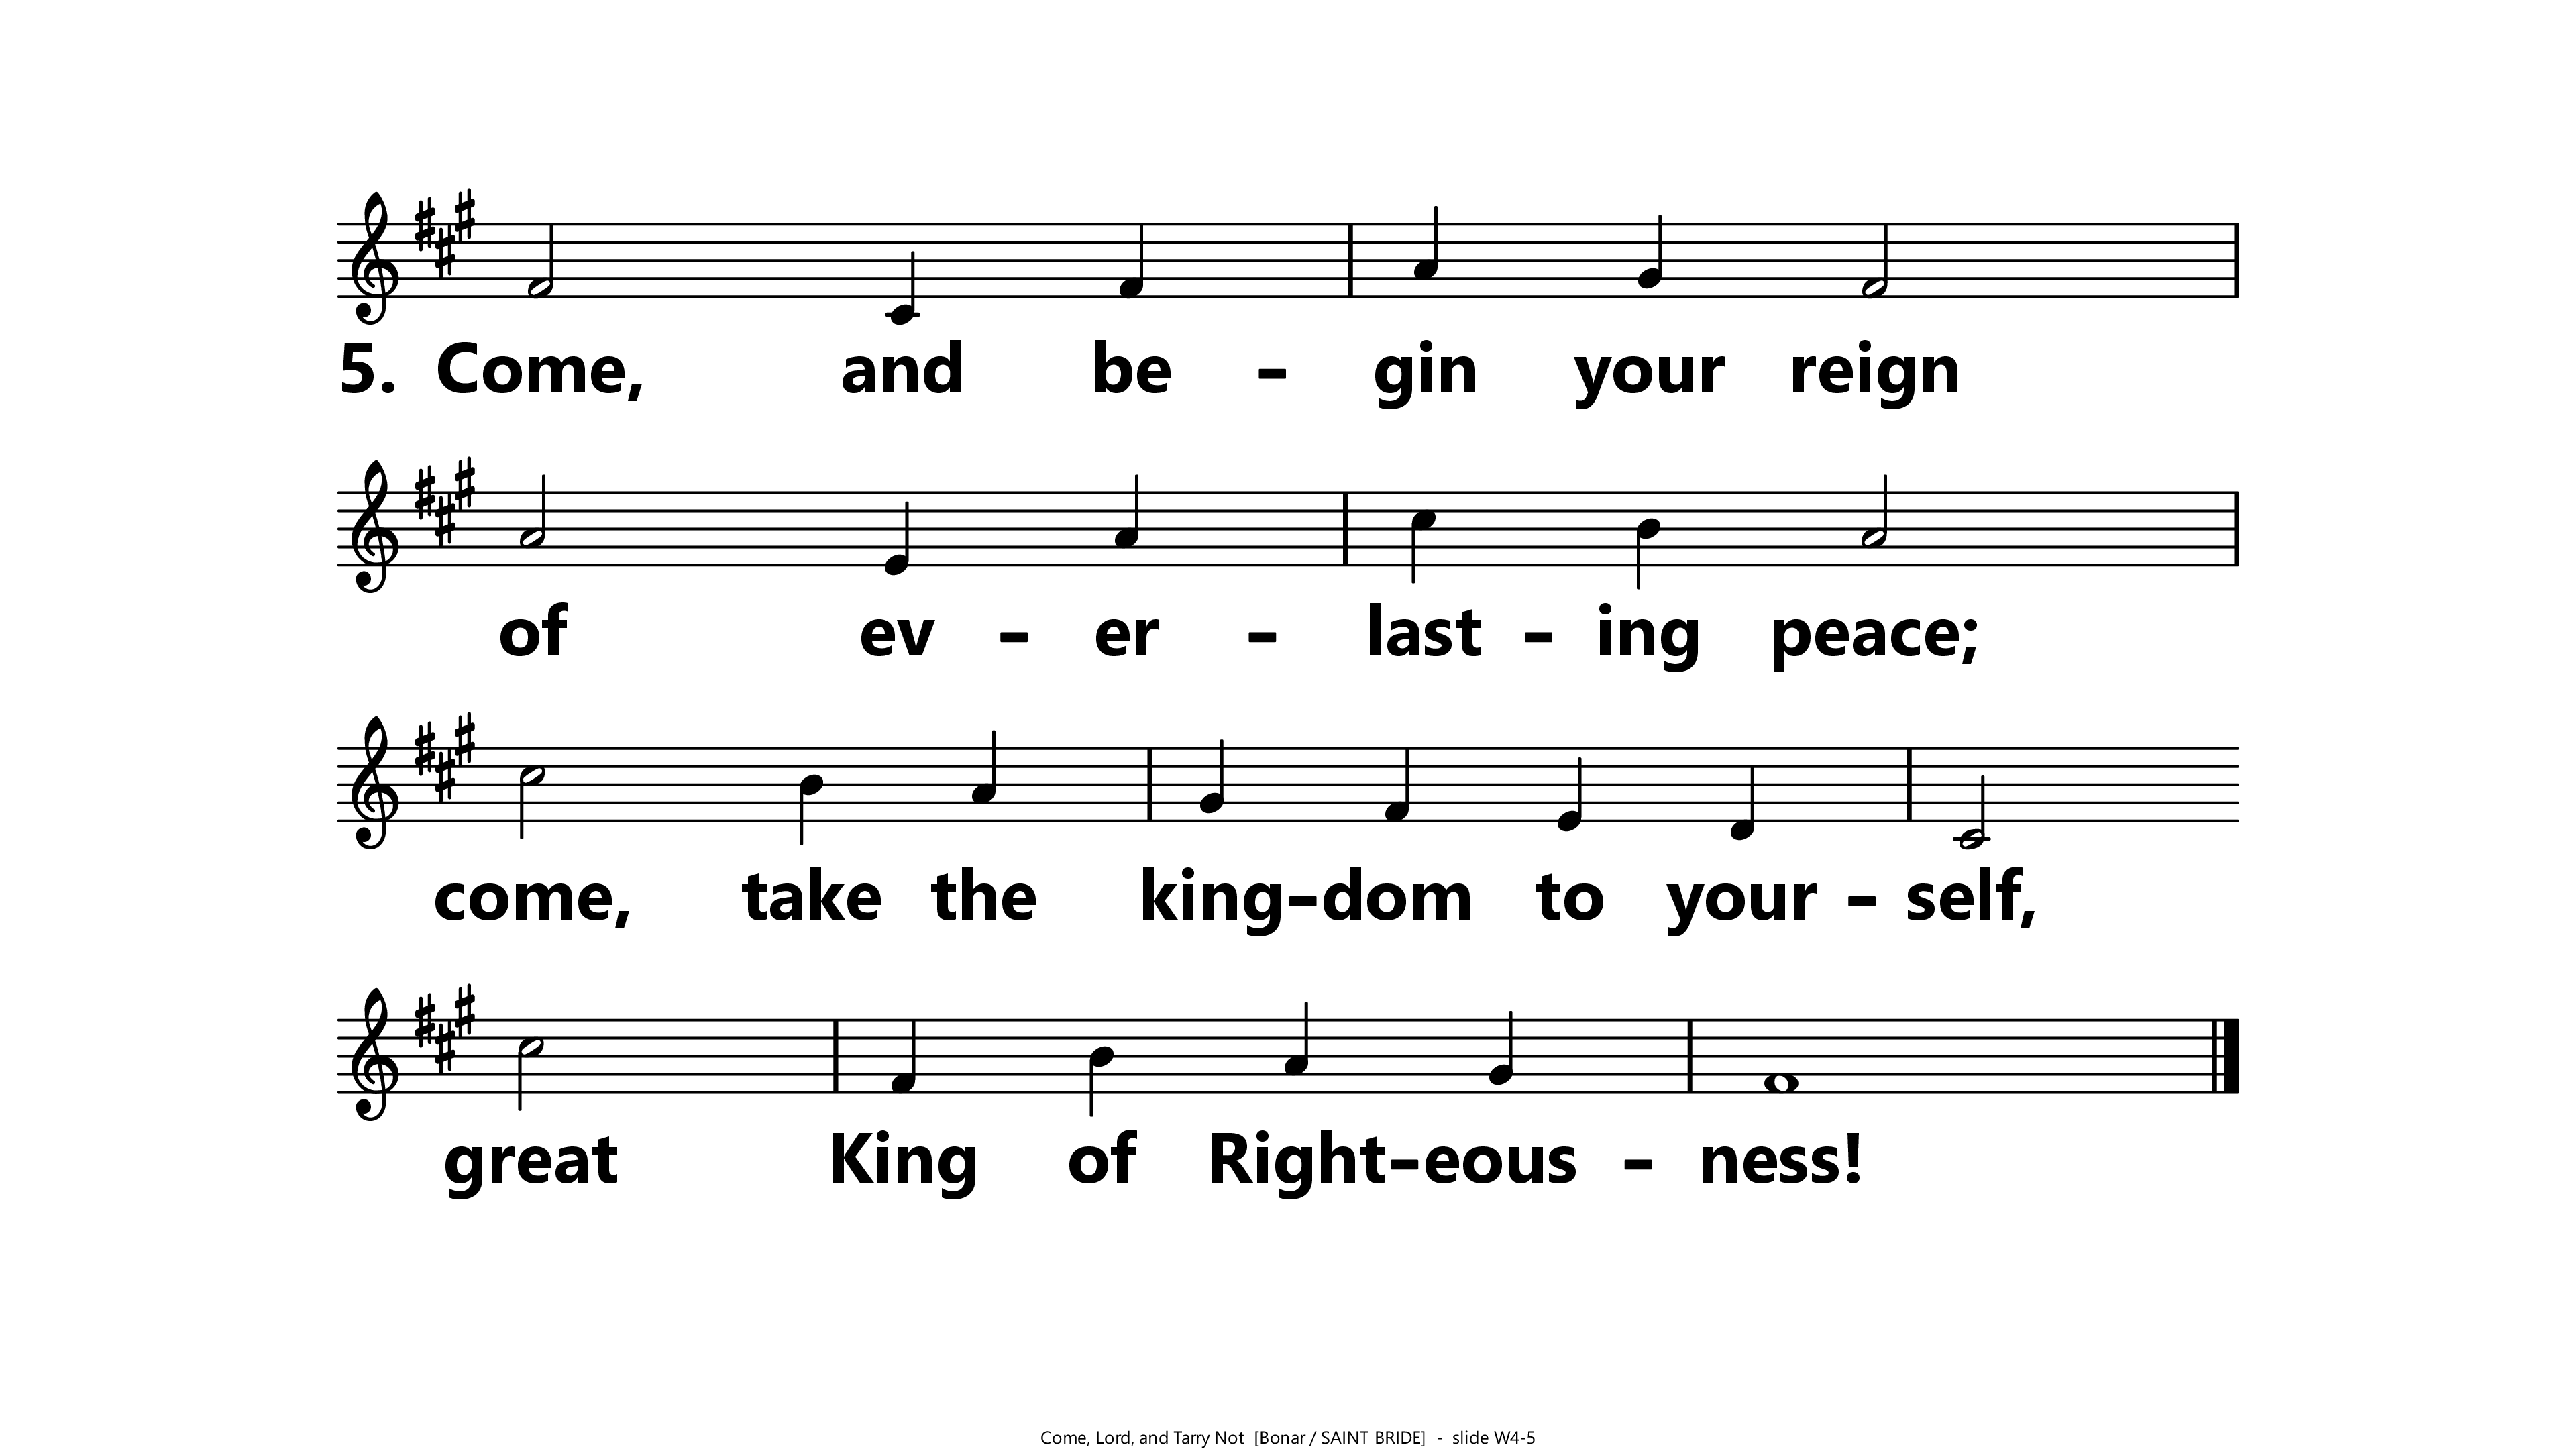 5. Come, and be - gin your reign
of ev - er - last - ing peace;
come, take the king-dom to your - self,
great King of Right-eous - ness!
Come, Lord, and Tarry Not [Bonar / SAINT BRIDE] - slide W4-5